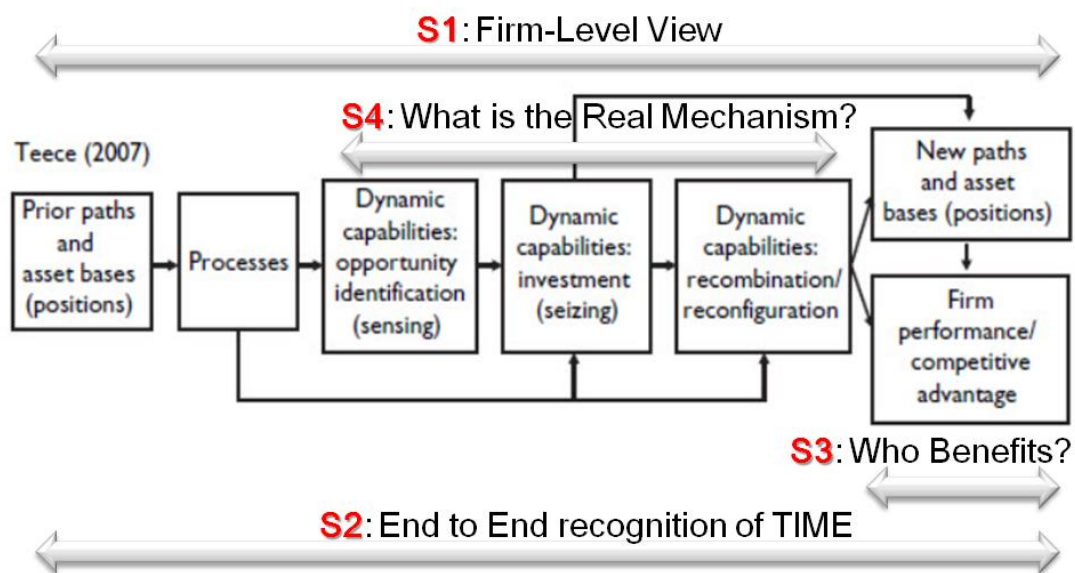 S1: Firm-Level View
S4: What is the Real Mechanism?
Teece (2007)
Prior paths
and
asset bases
(positions)
Processes
Dynamic
capabilities:
opportunity
identification
(sensing)
Dynamic
capabilities:
investment
(seizing)
Dynamic
capabilities:
recombination/
reconfiguration
New paths
and asset
bases (positions)
Firm
performance/
competitive
advantage
S3: Who Benefits?
S2: End to End recognition of TIME